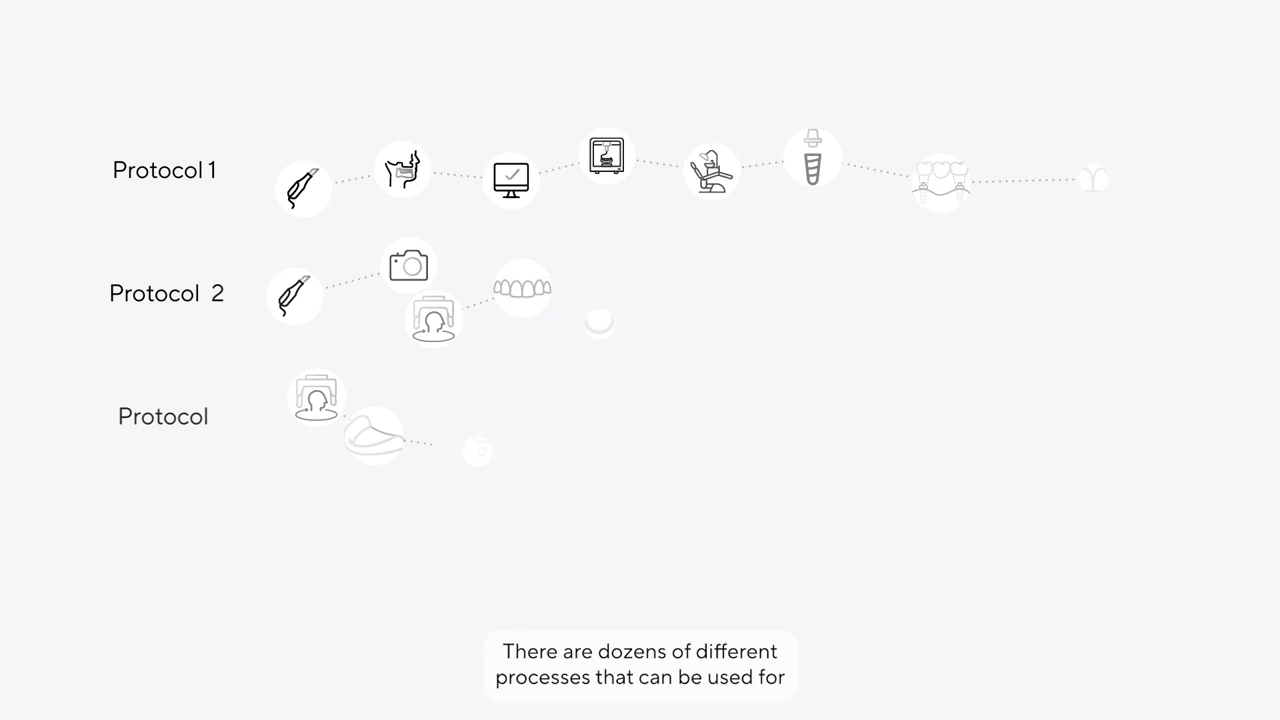 Protocol 1
Protocol 2
Protocol
There are dozens of different
processes that can be used for